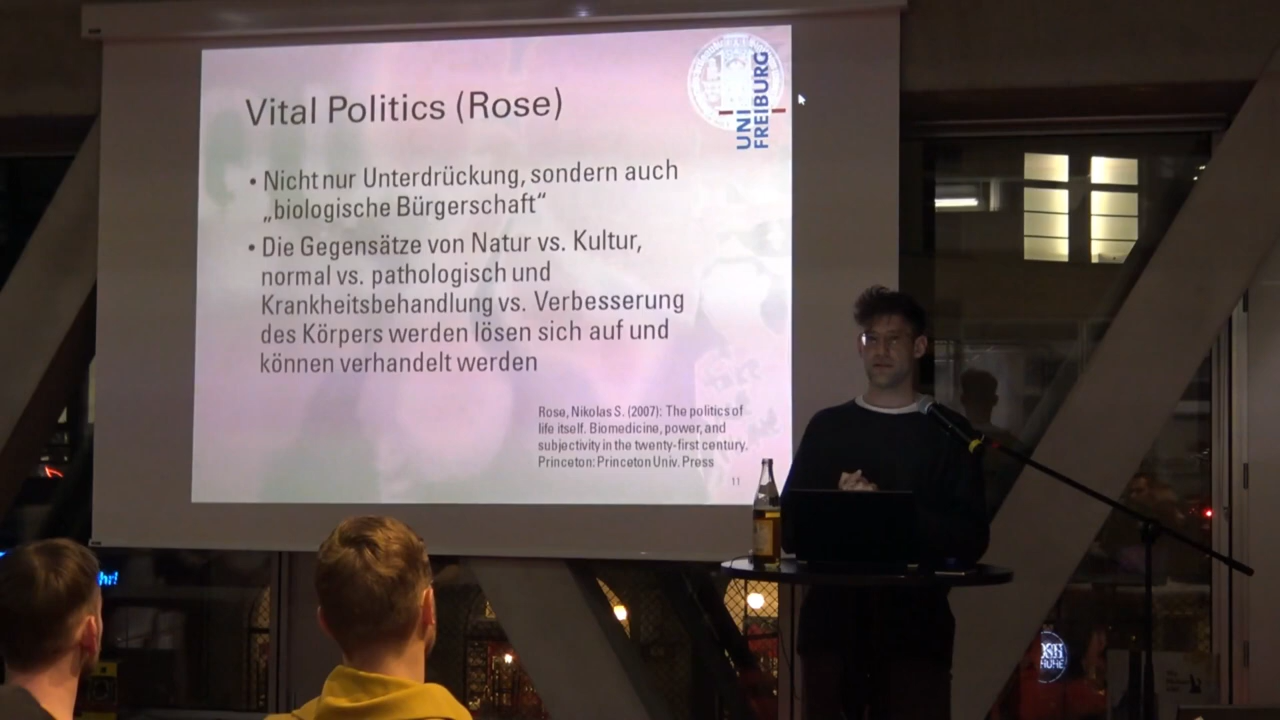 Vital Politics (Rose)
UNI
FREIBURG
• Nicht nur Unterdrückung, sondern auch
„biologische Bürgerschaft“
• Die Gegensätze von Natur vs. Kultur,
normal vs. pathologisch und
Krankheitsbehandlung vs. Verbesserung
des Körpers werden lösen sich auf und
können verhandelt werden
Rose, Nikolas S. (2007): The politics of
life itself. Biomedicine, power, and
subjectivity in the twenty-first century.
Princeton: Princeton Univ. Press
11
hr!